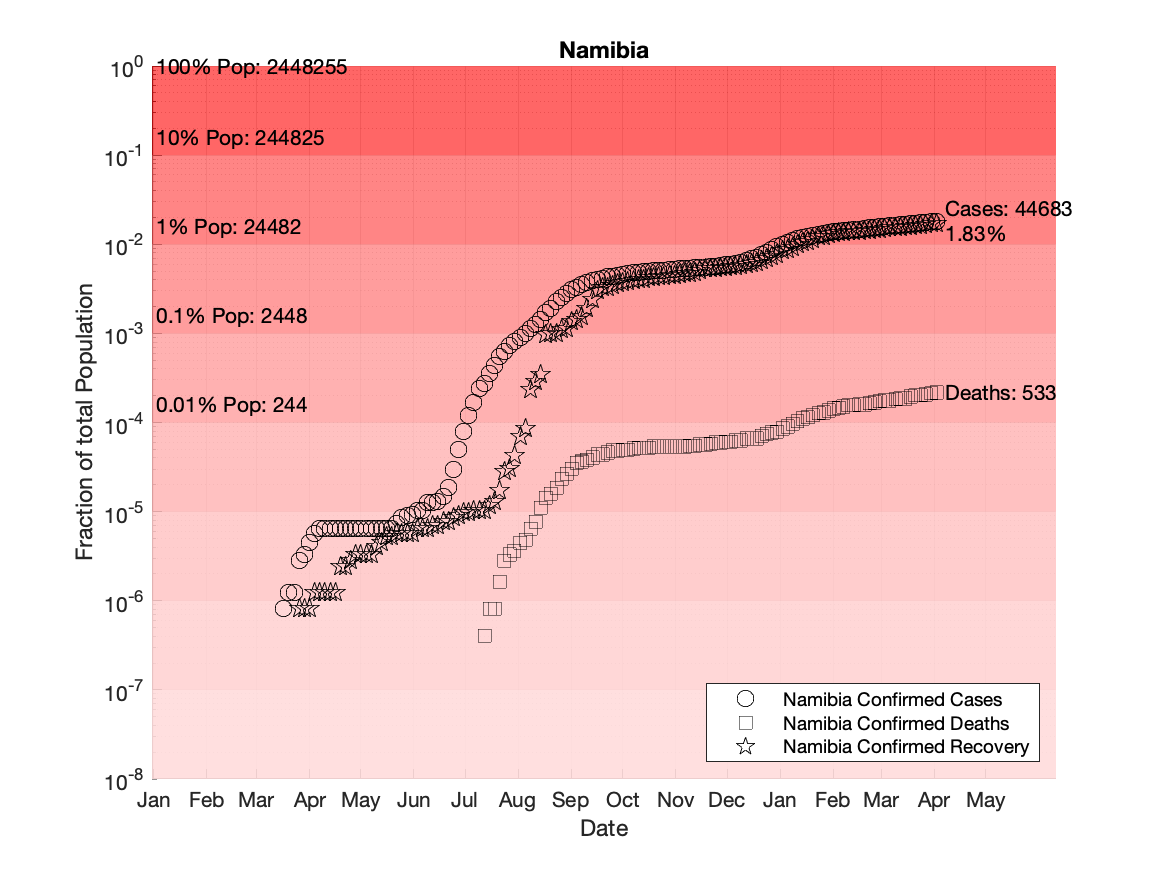 Namibia
10^0
100% Pop: 2448255
10% Pop: 244825
10^-1
1% Pop: 24482
Cases: 44683
1.83%
10^-2
0.1% Pop: 2448
10^-3
0.01% Pop: 244
Deaths: 533
10^-4
10^-5
10^-6
10^-7
10^-8
Fraction of total Population
Namibia Confirmed Cases
Namibia Confirmed Deaths
Namibia Confirmed Recovery
Jan Feb Mar Apr May Jun Jul Aug Sep Oct Nov Dec Jan Feb Mar Apr May
Date